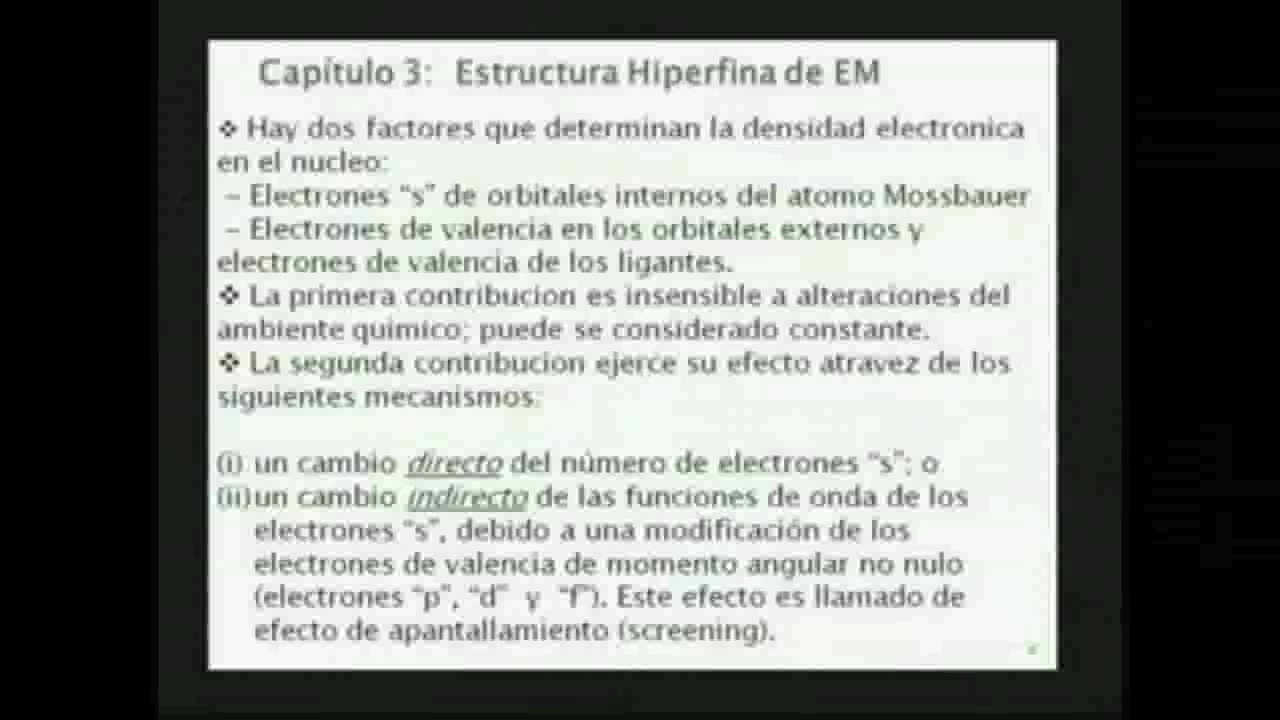 Capítulo 3: Estructura Hiperfina de EM
❖ Hay dos factores que determinan la densidad electronica
en el nucleo:
– Electrones “s” de orbitales internos del atomo Mossbauer
– Electrones de valencia en los orbitales externos y
electrones de valencia de los ligantes.
❖ La primera contribucion es insensible a alteraciones del
ambiente quimico; puede se considerado constante.
❖ La segunda contribucion ejerce su efecto atravez de los
siguientes mecanismos:
(i) un cambio directo del número de electrones “s”; o
(ii) un cambio indirecto de las funciones de onda de los
electrones “s”, debido a una modificación de los
electrones de valencia de momento angular no nulo
(electrones “p”, “d” y “f”). Este efecto es llamado de
efecto de apantallamiento (screening).